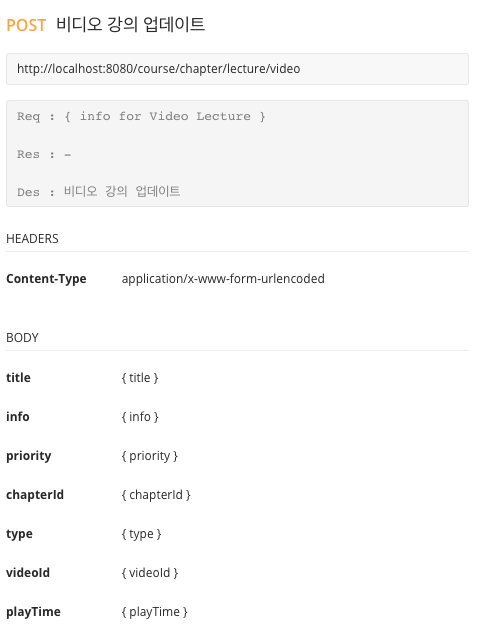 POST 비디오 강의 업데이트
http://localhost:8080/course/chapter/lecture/video
Req : { info for Video Lecture }
Res : -
Des : 비디오 강의 업데이트
HEADERS
Content-Type application/x-www-form-urlencoded
BODY
title { title }
info { info }
priority { priority }
chapterId { chapterId }
type { type }
videoId { videoId }
playTime { playTime }